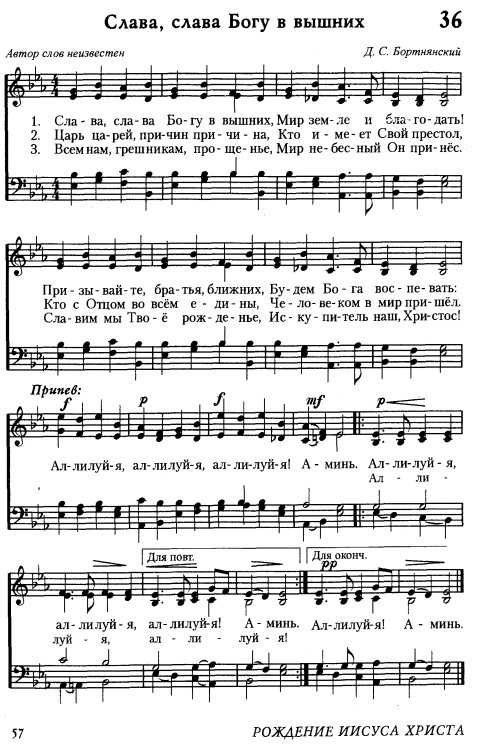 Слава, слава Богу в вышних 36
Автор слов неизвестен Д. С. Бортнянский
1. Сла - ва, сла-ва Бо - гу в вышних, Мир зем - ле и бла-го-дать!
2. Царь ца-рей, при-чин при - чи - на, Кто и - ме - ет Свой престол,
3. Всем нам, грешникам, про - ще-нье, Мир не-бес-ный Он при-нёс.
При - зы - вай-те, бра-тья, ближних, Бу - дем Бо - га вос - пе - вать:
Кто с Отцом во всём е - ди-ны, Че - ло-ве-ком в мир при-шёл.
Сла-вим мы Тво - ё рож-де-нье, Ис - ку - пи-тель наш, Хри-стос!
Припев:
f p f mf p
Ал-ли-луй-я, ал-ли-луй-я, ал-ли-луй-я! А - минь. Ал-ли-луй-я,
Ал - ли -
Для повт. Для оконч.
pp
ал-ли-луй-я, ал-ли-луй-я! А - минь. Ал-ли-луй-я! А - минь.
луй - я, ал - ли - луй-я!
57 РОЖДЕНИЕ ИИСУСА ХРИСТА